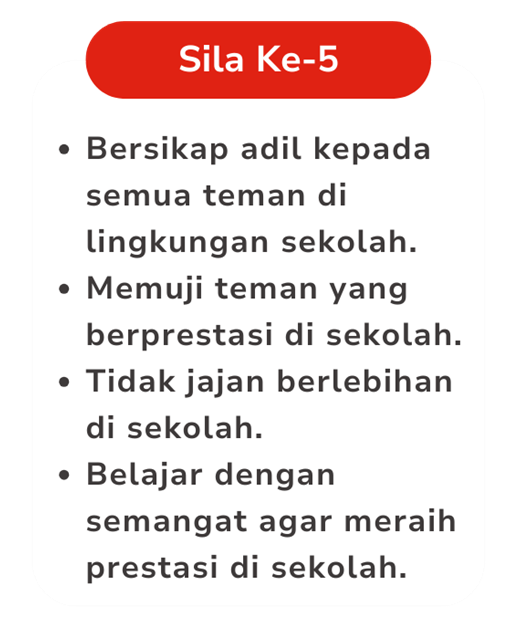 Sila Ke-5
• Bersikap adil kepada
semua teman di
lingkungan sekolah.
• Memuji teman yang
berprestasi di sekolah.
• Tidak jajan berlebihan
di sekolah.
• Belajar dengan
semangat agar meraih
prestasi di sekolah.